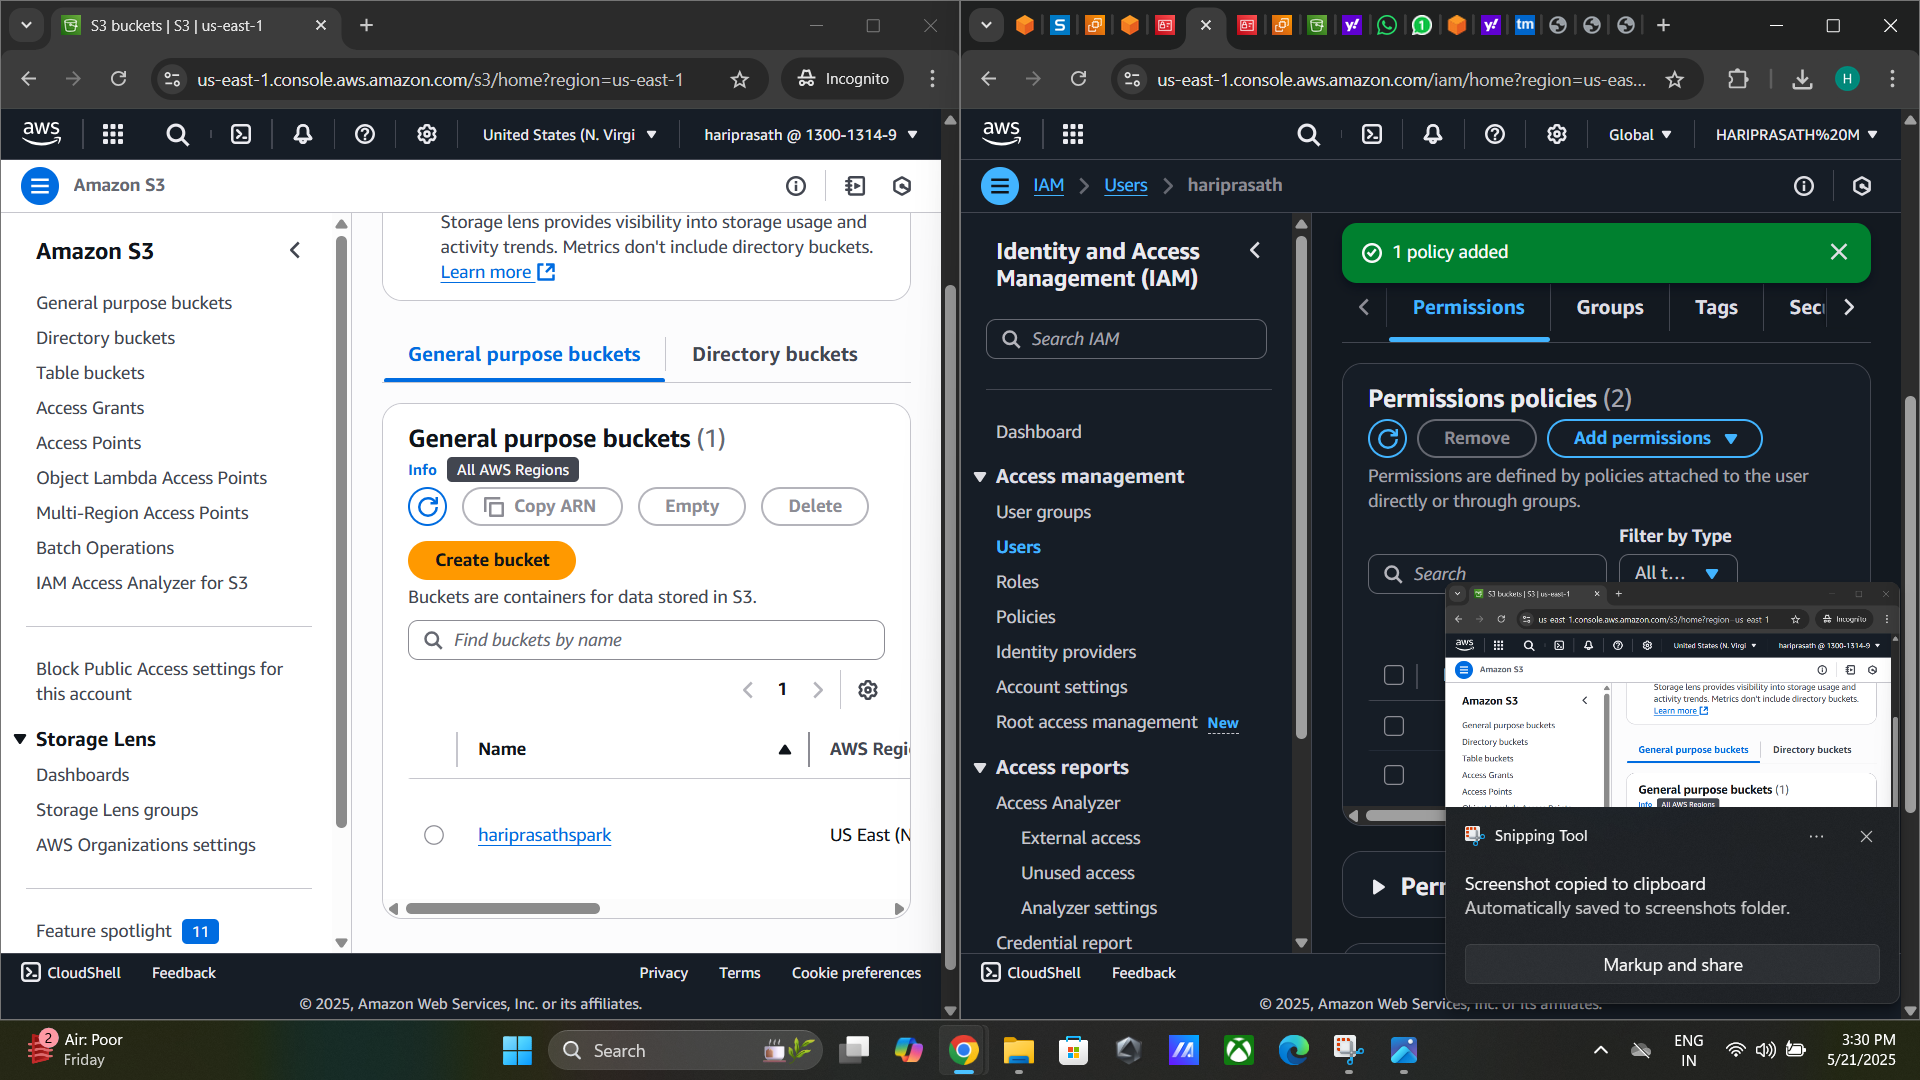 S3 buckets | S3 | us-east-1
us-east-1.console.aws.amazon.com/s3/home?region=us-east-1
Incognito
aws
United States (N. Virgi
hariprasath @ 1300-1314-9
Amazon S3
Amazon S3
General purpose buckets
Directory buckets
Table buckets
Access Grants
Access Points
Object Lambda Access Points
Multi-Region Access Points
Batch Operations
IAM Access Analyzer for S3
Block Public Access settings for
this account
Storage Lens
Dashboards
Storage Lens groups
AWS Organizations settings
Feature spotlight 11
Storage lens provides visibility into storage usage and
activity trends. Metrics don't include directory buckets.
Learn more
General purpose buckets
Directory buckets
General purpose buckets (1)
Info All AWS Regions
Copy ARN
Empty
Delete
Create bucket
Buckets are containers for data stored in S3.
Find buckets by name
1
Name
AWS Regi
hariprasathspark
US East (N
CloudShell
Feedback
Privacy
Terms
Cookie preferences
© 2025, Amazon Web Services, Inc. or its affiliates.
us-east-1.console.aws.amazon.com/iam/home?region=us-eas...
H
aws
Global
HARIPRASATH%20M
IAM
Users
hariprasath
Identity and Access
Management (IAM)
Search IAM
Dashboard
Access management
User groups
Users
Roles
Policies
Identity providers
Account settings
Root access management New
Access reports
Access Analyzer
External access
Unused access
Analyzer settings
Credential report
1 policy added
Permissions
Groups
Tags
Sec
Permissions policies (2)
Remove
Add permissions
Permissions are defined by policies attached to the user
directly or through groups.
Filter by Type
Search
All t...
Perr
S3 buckets | S3 | us-east-1
us-east-1.console.aws.amazon.com/s3/home?region=us-east-1
Incognito
aws
United States (N. Virgi
hariprasath @ 1300-1314-9
Amazon S3
Amazon S3
General purpose buckets
Directory buckets
Table buckets
Access Grants
Access Points
Storage lens provides visibility into storage usage and
activity trends. Metrics don't include directory buckets.
Learn more
General purpose buckets
Directory buckets
General purpose buckets (1)
Info All AWS Regions
Snipping Tool
Screenshot copied to clipboard
Automatically saved to screenshots folder.
Markup and share
CloudShell
Feedback
© 2025, Amazon Web Services, Inc. or its affiliates.
2
Air: Poor
Friday
Search
ENG
IN
3:30 PM
5/21/2025